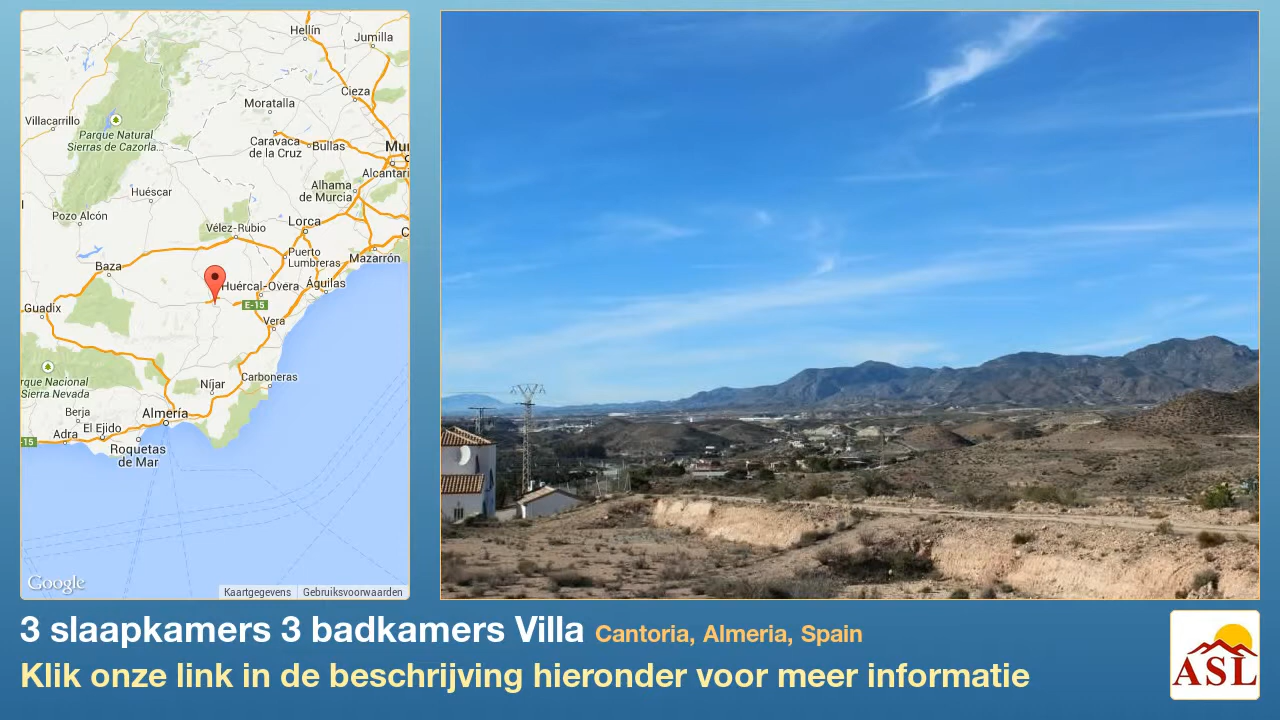 Hellín
Jumilla
Cieza
Moratalla
Villacarrillo
Parque Natural
Sierras de Cazorla...
Caravaca
de la Cruz
Bullas
Mur
Alcantari
Huéscar
Alhama
de Murcia
Pozo Alcón
Vélez-Rubio
Lorca
C
Puerto
Lumbreras
Mazarrón
Baza
Huércal-Overa
Águilas
Guadix
E-15
Vera
rque Nacional
Sierra Nevada
Níjar
Carboneras
Berja
Almería
El Ejido
Adra
-15
Roquetas
de Mar
Google
Kaartgegevens
Gebruiksvoorwaarden
3 slaapkamers 3 badkamers Villa Cantoria, Almeria, Spain
Klik onze link in de beschrijving hieronder voor meer informatie
ASL